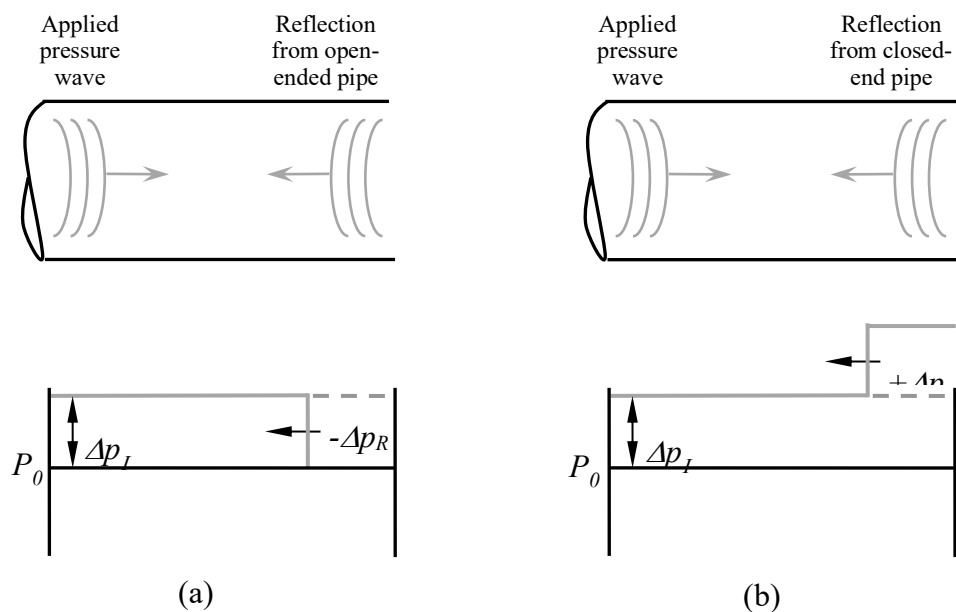 Applied
pressure
wave
Reflection
from open-
ended pipe
Applied
pressure
wave
Reflection
from closed-
end pipe
-Δp_R
Δp_I
P_0
(a)
+Δp
Δp_I
P_0
(b)